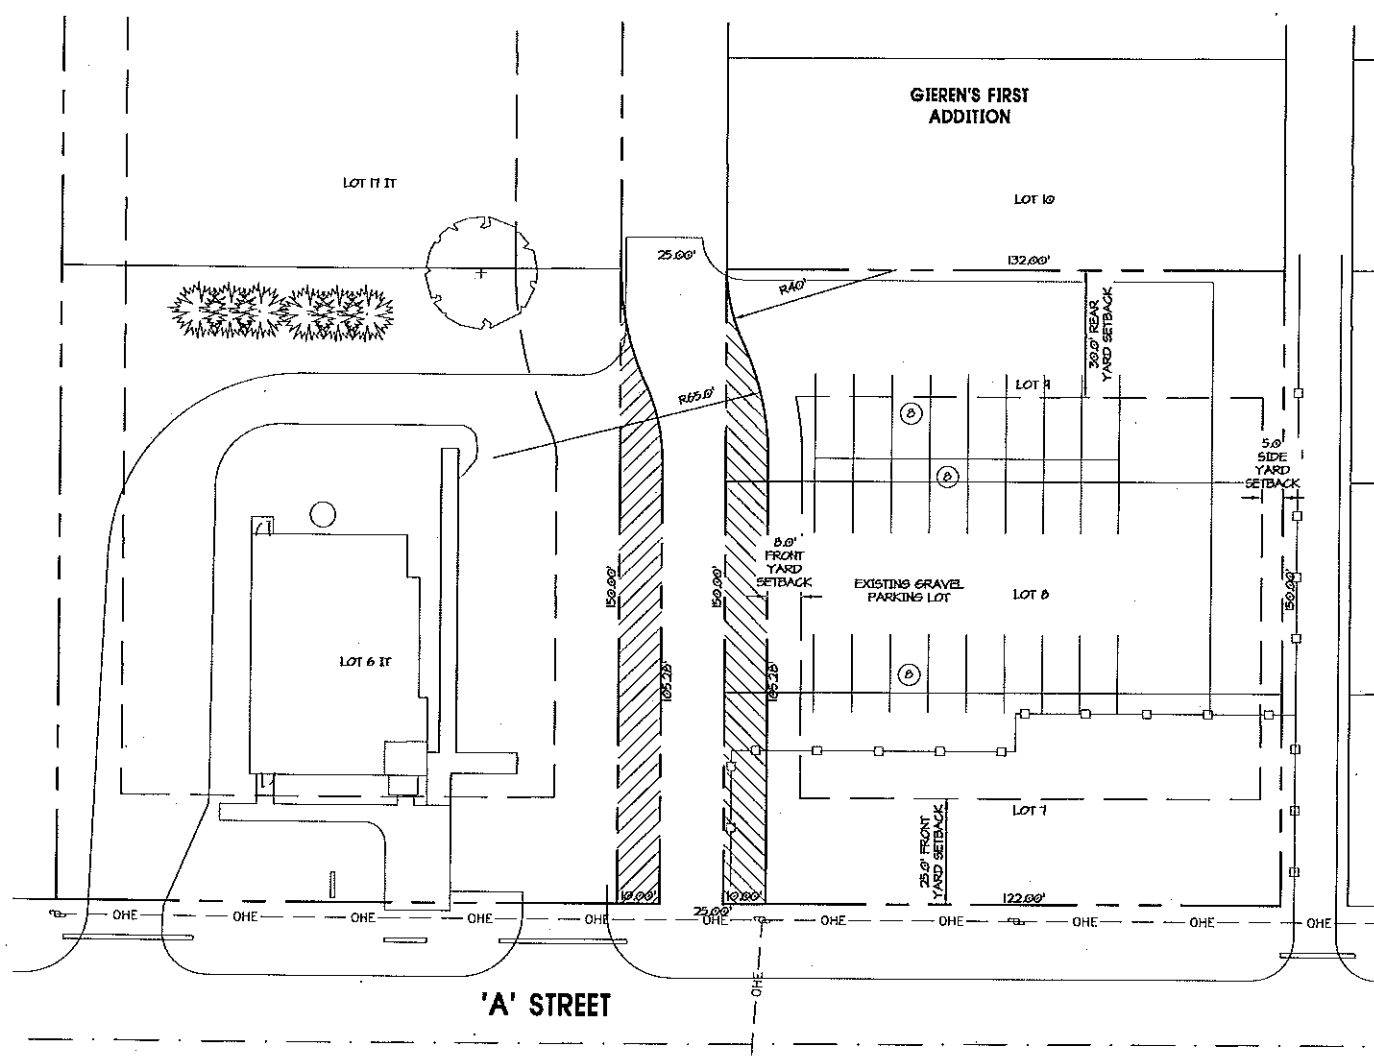 GIEREN'S FIRST
ADDITION
LOT 17 IT
LOT 10
25.00'
132.00'
R40'
30.0' REAR
YARD SETBACK
LOT 9
R65.0'
8
8
5.0'
SIDE
YARD
SETBACK
8.0'
FRONT
YARD
SETBACK
EXISTING GRAVEL
PARKING LOT
LOT 8
150.00'
150.00'
150.00'
LOT 6 IT
105.28'
105.28'
8
LOT 7
25.0' FRONT
YARD SETBACK
10.00'
10.00'
122.00'
25.00'
OHE
OHE
OHE
OHE
OHE
OHE
OHE
OHE
OHE
OHE
OHE
OHE
'A' STREET